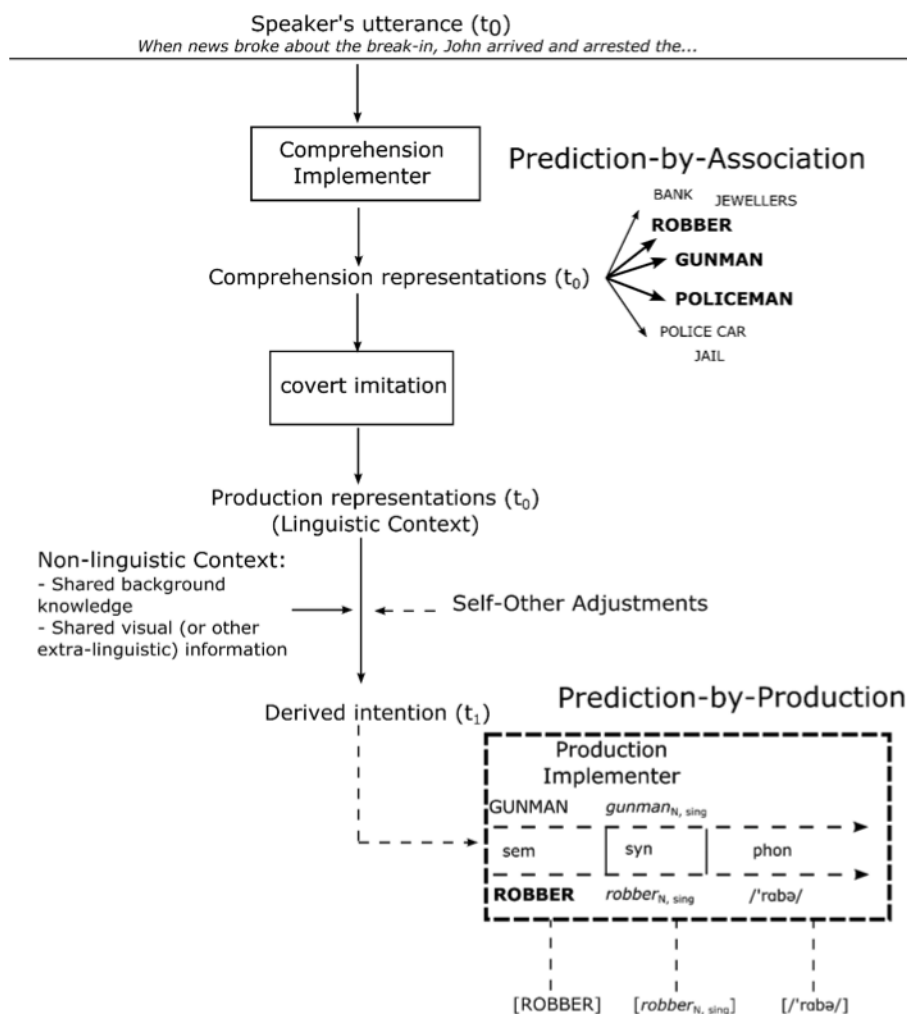 Speaker's utterance (t0)
When news broke about the break-in, John arrived and arrested the...
Comprehension
Implementer
Prediction-by-Association
BANK
JEWELLERS
ROBBER
GUNMAN
POLICEMAN
POLICE CAR
JAIL
Comprehension representations (t0)
covert imitation
Production representations (t0)
(Linguistic Context)
Non-linguistic Context:
- Shared background
knowledge
- Shared visual (or other
extra-linguistic) information
Self-Other Adjustments
Derived intention (t1)
Prediction-by-Production
Production
Implementer
GUNMAN gunmanN, sing
sem syn phon
ROBBER robberN, sing /'rɑbə/
[ROBBER] [robberN, sing] [/'rɑbə/]